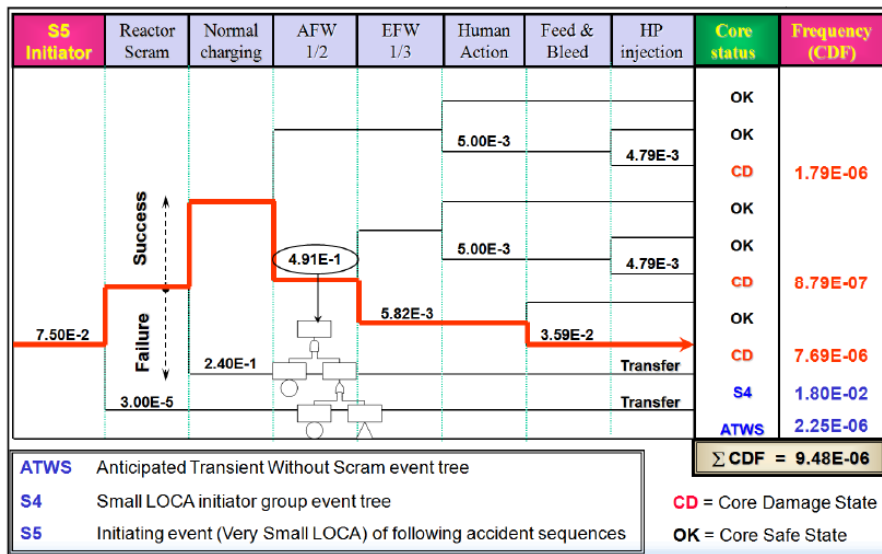 S5 Initiator
Reactor Scram
Normal charging
AFW 1/2
EFW 1/3
Human Action
Feed & Bleed
HP injection
Core status
Frequency (CDF)
OK
OK
5.00E-3
4.79E-3
CD 1.79E-06
OK
Success
4.91E-1
5.00E-3
OK
4.79E-3
CD 8.79E-07
5.82E-3
OK
7.50E-2
Failure
3.59E-2
2.40E-1
Transfer
CD 7.69E-06
S4 1.80E-02
3.00E-5
Transfer
ATWS 2.25E-06
∑ CDF = 9.48E-06
ATWS Anticipated Transient Without Scram event tree
S4 Small LOCA initiator group event tree
S5 Initiating event (Very Small LOCA) of following accident sequences
CD = Core Damage State
OK = Core Safe State